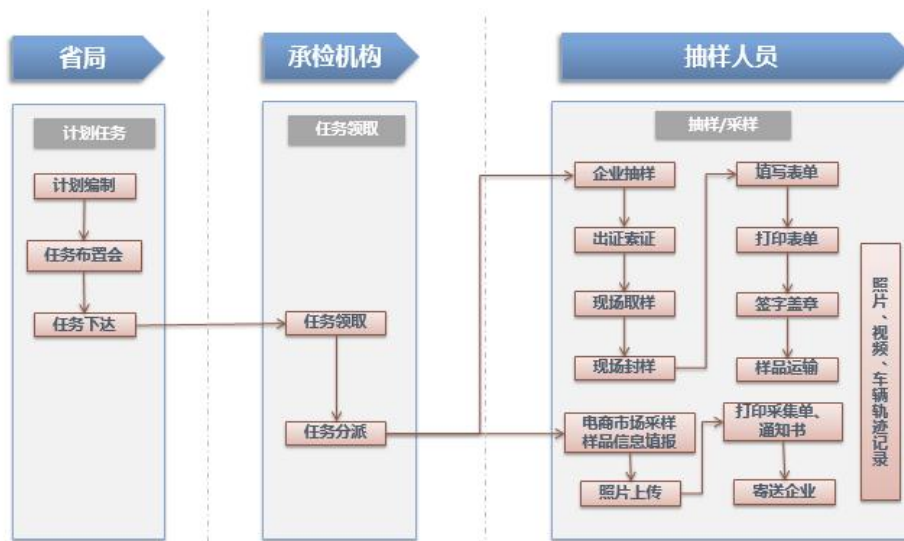 省局
承检机构
抽样人员
计划任务
计划编制
任务布置会
任务下达
任务领取
任务领取
任务分派
抽样/采样
企业抽样
出证索证
现场取样
现场封样
填写表单
打印表单
签字盖章
样品运输
电商市场采样
样品信息填报
照片上传
打印采集单、
通知书
寄送企业
照片、视频、车辆轨迹记录